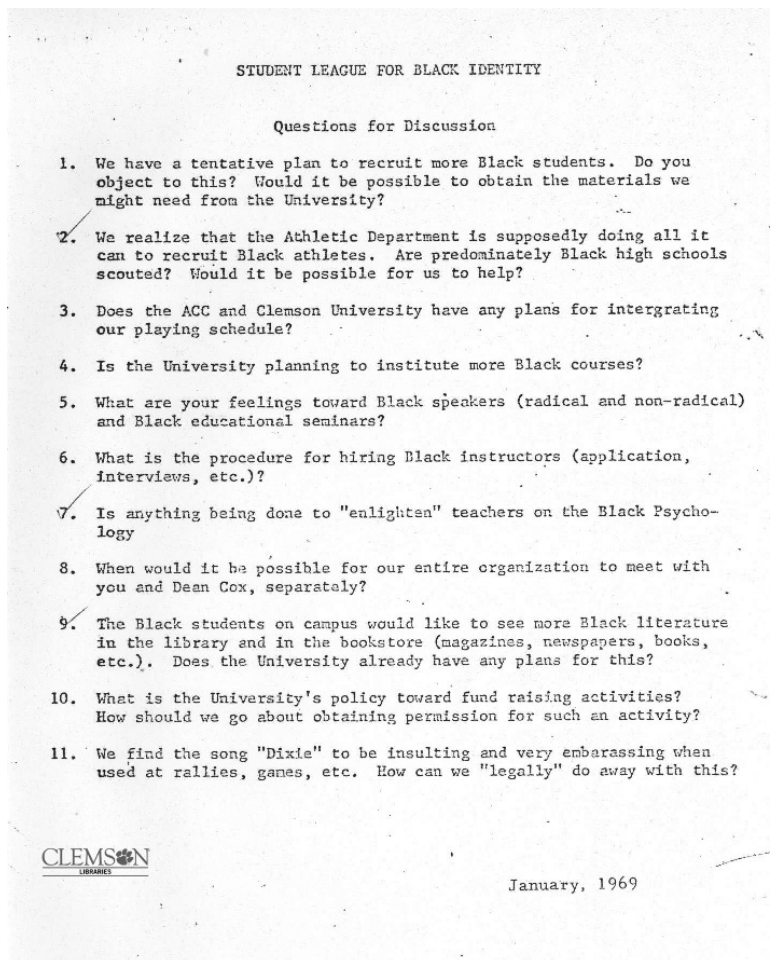 STUDENT LEAGUE FOR BLACK IDENTITY
Questions for Discussion
1. We have a tentative plan to recruit more Black students. Do you
object to this? Would it be possible to obtain the materials we
might need from the University?
2. We realize that the Athletic Department is supposedly doing all it
can to recruit Black athletes. Are predominately Black high schools
scouted? Would it be possible for us to help?
3. Does the ACC and Clemson University have any plans for intergrating
our playing schedule?
4. Is the University planning to institute more Black courses?
5. What are your feelings toward Black speakers (radical and non-radical)
and Black educational seminars?
6. What is the procedure for hiring Black instructors (application,
interviews, etc.)?
7. Is anything being done to "enlighten" teachers on the Black Psycho-
logy
8. When would it be possible for our entire organization to meet with
you and Dean Cox, separately?
9. The Black students on campus would like to see more Black literature
in the library and in the bookstore (magazines, newspapers, books,
etc.). Does the University already have any plans for this?
10. What is the University's policy toward fund raising activities?
How should we go about obtaining permission for such an activity?
11. We find the song "Dixie" to be insulting and very embarassing when
used at rallies, games, etc. How can we "legally" do away with this?
CLEMSON
LIBRARIES
January, 1969